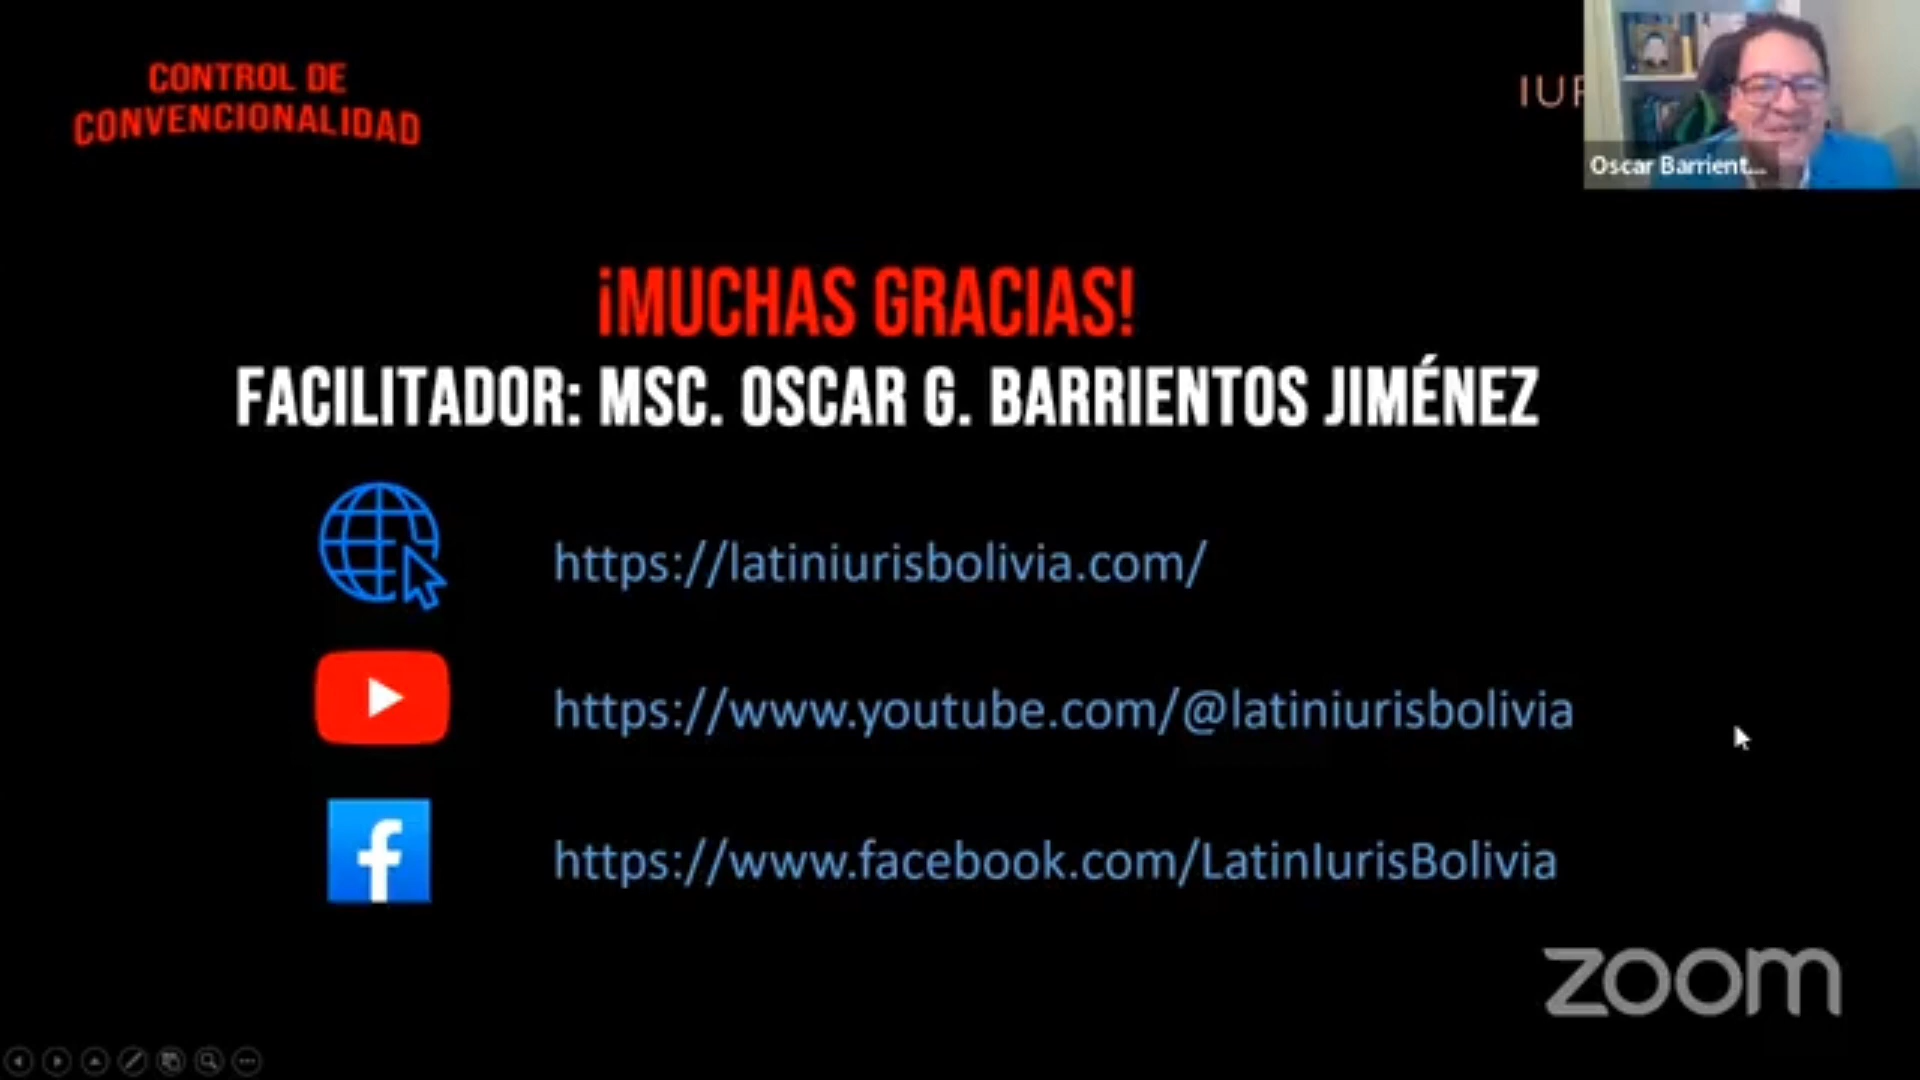 CONTROL DE
CONVENCIONALIDAD
Oscar Barrient...
¡MUCHAS GRACIAS!
FACILITADOR: MSC. OSCAR G. BARRIENTOS JIMÉNEZ
https://latiniurisbolivia.com/
https://www.youtube.com/@latiniurisbolivia
https://www.facebook.com/LatinIurisBolivia
zoom